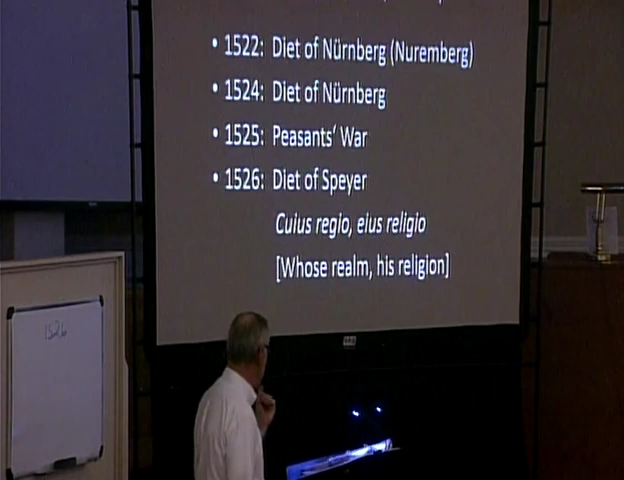 • 1522: Diet of Nürnberg (Nuremberg)
• 1524: Diet of Nürnberg
• 1525: Peasants' War
• 1526: Diet of Speyer
Cuius regio, eius religio
[Whose realm, his religion]
1526